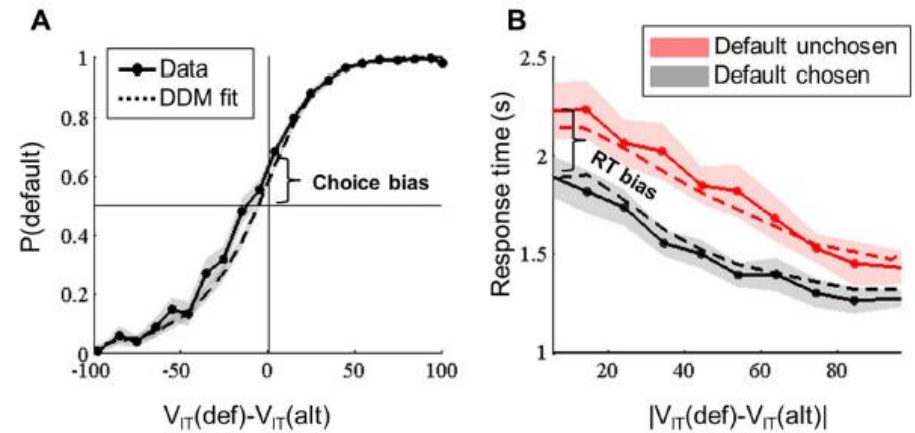 A
Data
DDM fit
Choice bias
P(default)
1
0.8
0.6
0.4
0.2
0
-100
-50
0
50
100
V_IT(def)-V_IT(alt)
B
Default unchosen
Default chosen
RT bias
Response time (s)
2.5
2
1.5
1
20
40
60
80
|V_IT(def)-V_IT(alt)|